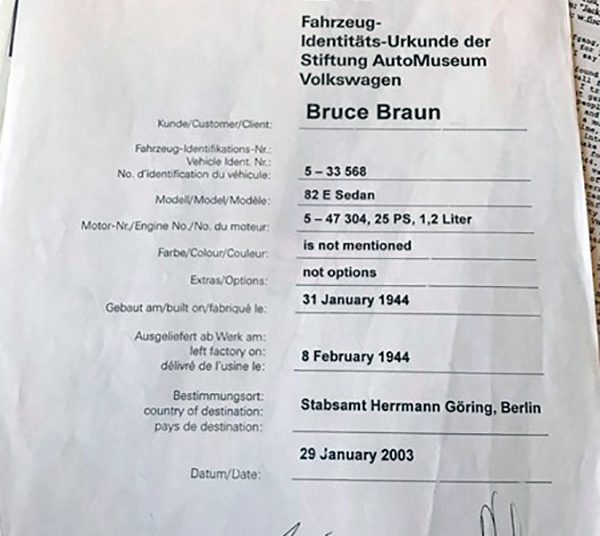 Fahrzeug-
Identitäts-Urkunde der
Stiftung AutoMuseum
Volkswagen
Kunde/Customer/Client: Bruce Braun
Fahrzeug-Identifikations-Nr.:
Vehicle Ident. Nr.:
No. d'identification du véhicule: 5 – 33 568
Modell/Model/Modèle: 82 E Sedan
Motor-Nr./Engine No./No. du moteur: 5 – 47 304, 25 PS, 1,2 Liter
Farbe/Colour/Couleur: is not mentioned
Extras/Options: not options
Gebaut am/built on/fabriqué le: 31 January 1944
Ausgeliefert ab Werk am:
left factory on: 8 February 1944
délivré de l'usine le:
Bestimmungsort:
country of destination: Stabsamt Herrmann Göring, Berlin
pays de destination:
29 January 2003
Datum/Date: